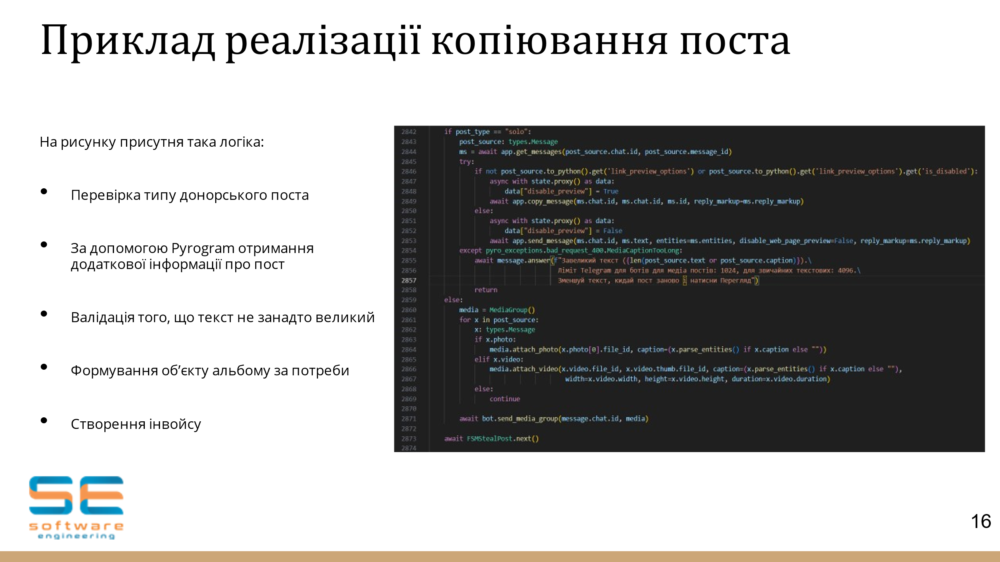 Приклад реалізації копіювання поста
На рисунку присутня така логіка:
• Перевірка типу донорського поста
• За допомогою Pyrogram отримання
додаткової інформації про пост
• Валідація того, що текст не занадто великий
• Формування об’єкту альбому за потреби
• Створення інвойсу
2842 if post_type == "solo":
2843 post_source: types.Message
2844 ms = await app.get_messages(post_source.chat.id, post_source.message_id)
2845 try:
2846 if not post_source.to_python().get('link_preview_options') or post_source.to_python().get('link_preview_options').get('is_disabled'):
2847 async with state.proxy() as data:
2848 data["disable_preview"] = True
2849 await app.copy_message(ms.chat.id, ms.chat.id, ms.id, reply_markup=ms.reply_markup)
2850 else:
2851 async with state.proxy() as data:
2852 data["disable_preview"] = False
2853 await app.send_message(ms.chat.id, ms.text, entities=ms.entities, disable_web_page_preview=False, reply_markup=ms.reply_markup)
2854 except pyro_exceptions.bad_request_400.MediaCaptionTooLong:
2855 await message.answer(f"Завеликий текст ({len(post_source.text or post_source.caption)}).\
2856 Ліміт Telegram для ботів для медіа постів: 1024, для звичайних текстових: 4096.\
2857 Зменшуй текст, кидай пост заново і натисни Перегляд")
2858 return
2859 else:
2860 media = MediaGroup()
2861 for x in post_source:
2862 x: types.Message
2863 if x.photo:
2864 media.attach_photo(x.photo[0].file_id, caption=(x.parse_entities() if x.caption else ""))
2865 elif x.video:
2866 media.attach_video(x.video.file_id, x.video.thumb.file_id, caption=(x.parse_entities() if x.caption else ""),
2867 width=x.video.width, height=x.video.height, duration=x.video.duration)
2868 else:
2869 continue
2870
2871 await bot.send_media_group(message.chat.id, media)
2872
2873 await FSMStealPost.next()
2874
SE
software
engineering
16